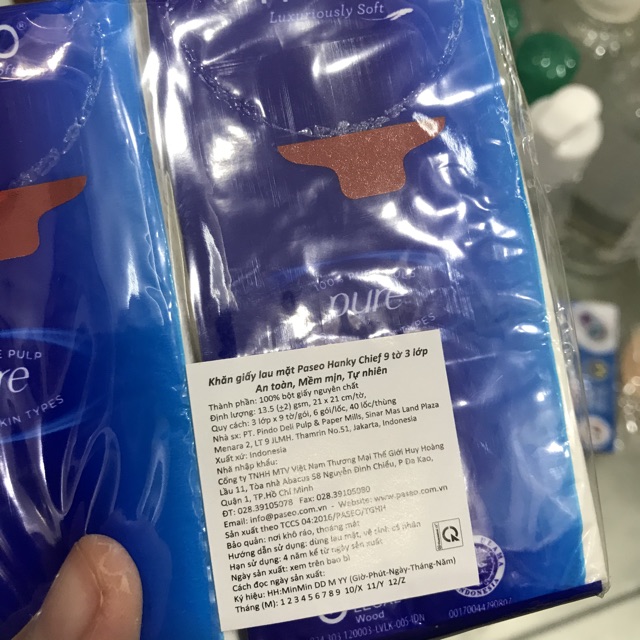 Luxuriously Soft
pure
PULP
re
KIN TYPES
TYPES
Khăn giấy lau mặt Paseo Hanky Chief 9 tờ 3 lớp
An toàn, Mềm mịn, Tự nhiên
Thành phần: 100% bột giấy nguyên chất
Định lượng: 13.5 (±2) gsm, 21 x 21 cm/tờ,
Quy cách: 3 lớp x 9 tờ/gói, 6 gói/lốc, 40 lốc/thùng
Nhà sx: PT. Pindo Deli Pulp & Paper Mills, Sinar Mas Land Plaza
Menara 2, LT 9 JLMH. Thamrin No.51, Jakarta, Indonesia
Xuất xứ: Indonesia
Nhà nhập khẩu:
Công ty TNHH MTV Việt Nam Thương Mại Thế Giới Huy Hoàng
Lầu 11, Tòa nhà Abacus 58 Nguyễn Đình Chiểu, P Đa Kao,
Quận 1, TP.Hồ Chí Minh
ĐT: 028.39105078 Fax: 028.39105080
Email: info@paseo.com.vn - Website: www.paseo.com.vn
Sản xuất theo TCCS 04:2016/PASEO/TGHH
Bảo quản: nơi khô ráo, thoáng mát
Hướng dẫn sử dụng: dùng lau mặt, vệ sinh cá nhân
Hạn sử dụng: 4 năm kể từ ngày sản xuất
Ngày sản xuất: xem trên bao bì
Cách đọc ngày sản xuất:
Ký hiệu: HH:MinMin DD M YY (Giờ-Phút-Ngày-Tháng-Năm)
Tháng (M): 1 2 3 4 5 6 7 8 9 10/X 11/Y 12/Z
Wood